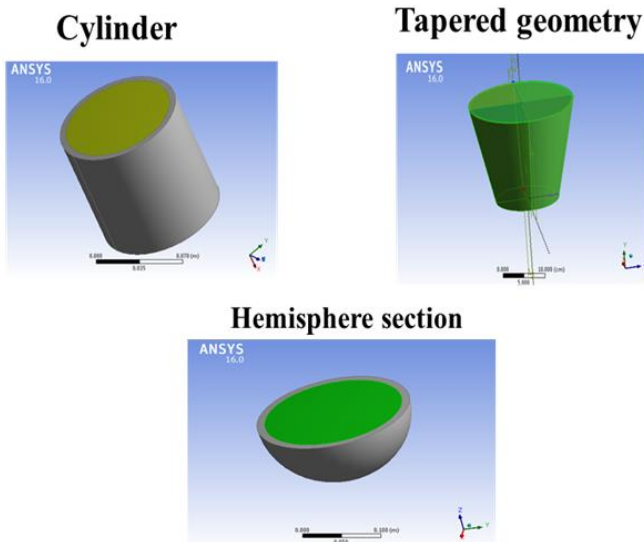 Cylinder
Tapered geometry
ANSYS
16.0
0.000 0.070 (m)
0.035
Y
X
ANSYS
16.0
0.000 10.000 (cm)
5.000
Y
Hemisphere section
ANSYS
16.0
0.000 0.100 (m)
Z
Y